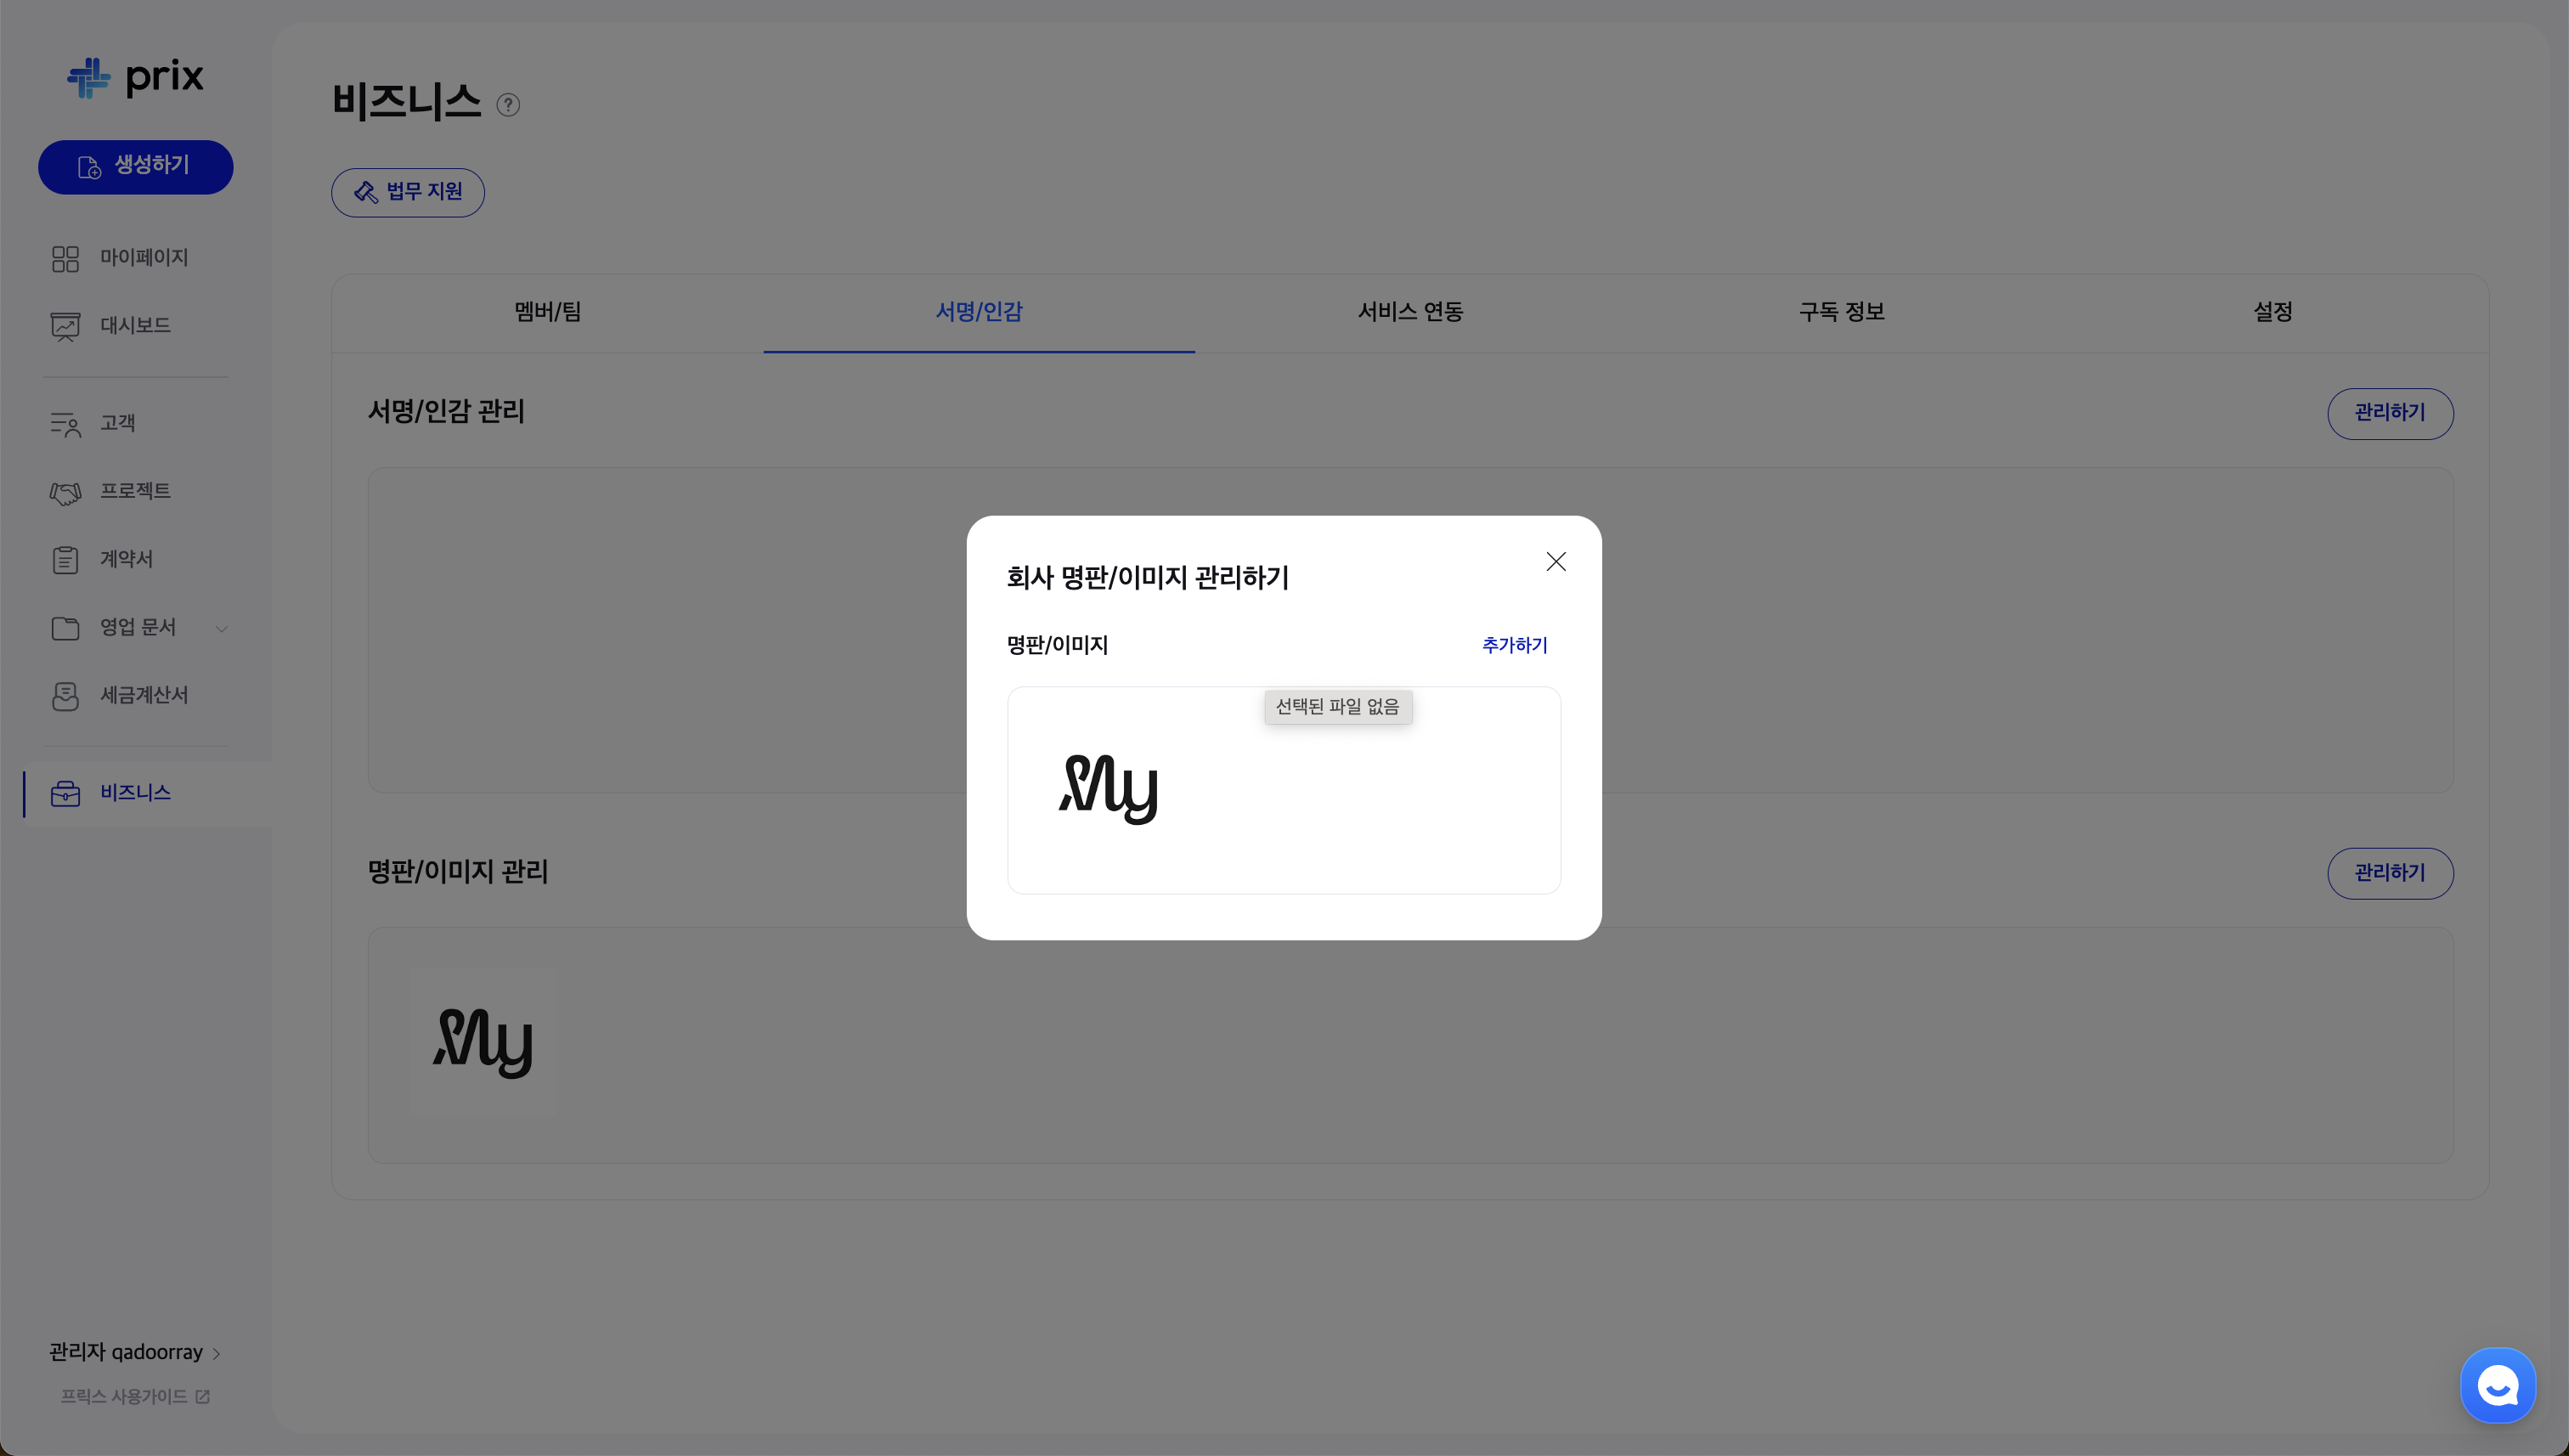 prix
생성하기
마이페이지
대시보드
고객
프로젝트
계약서
영업 문서
세금계산서
비즈니스
관리자 qadoorray
프릭스 사용가이드
비즈니스 ?
법무 지원
멤버/팀
서명/인감
서비스 연동
구독 정보
설정
서명/인감 관리
관리하기
회사 명판/이미지 관리하기
명판/이미지
추가하기
선택된 파일 없음
My
명판/이미지 관리
관리하기
My